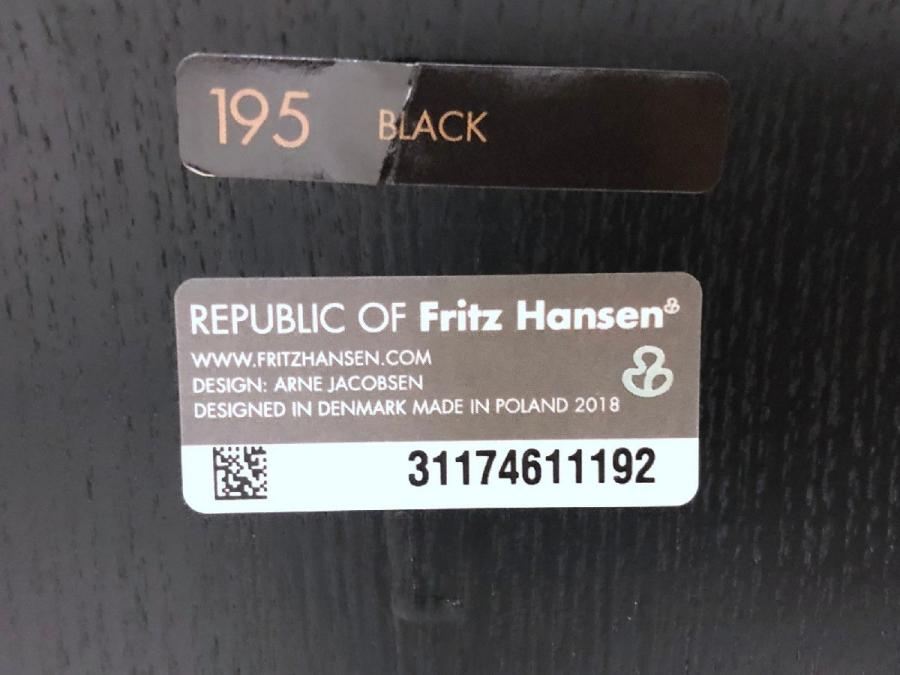 195 BLACK
REPUBLIC OF Fritz Hansen
WWW.FRITZHANSEN.COM
DESIGN: ARNE JACOBSEN
DESIGNED IN DENMARK MADE IN POLAND 2018
31174611192